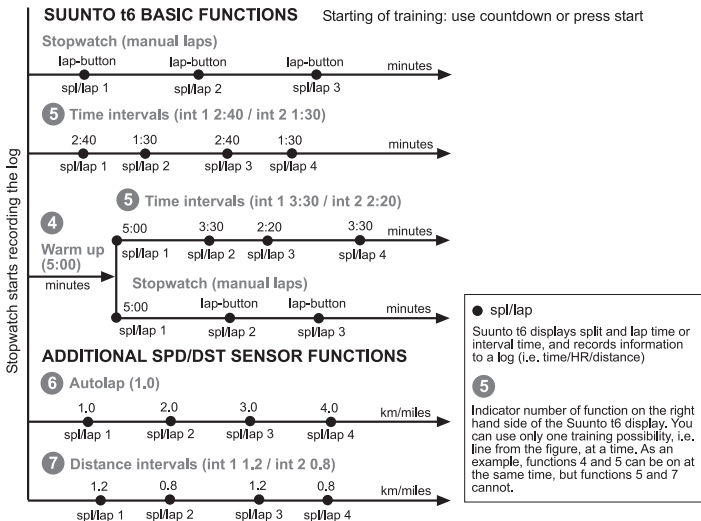 SUUNTO t6 BASIC FUNCTIONS
Starting of training: use countdown or press start
Stopwatch starts recording the log
Stopwatch (manual laps)
lap-button lap-button lap-button minutes
spl/lap 1 spl/lap 2 spl/lap 3
5 Time intervals (int 1 2:40 / int 2 1:30)
2:40 1:30 2:40 1:30 minutes
spl/lap 1 spl/lap 2 spl/lap 3 spl/lap 4
5 Time intervals (int 1 3:30 / int 2 2:20)
4
Warm up
(5:00)
minutes
5:00 3:30 2:20 3:30 minutes
spl/lap 1 spl/lap 2 spl/lap 3 spl/lap 4
Stopwatch (manual laps)
5:00 lap-button lap-button minutes
spl/lap 1 spl/lap 2 spl/lap 3
ADDITIONAL SPD/DST SENSOR FUNCTIONS
6 Autolap (1.0)
1.0 2.0 3.0 4.0 km/miles
spl/lap 1 spl/lap 2 spl/lap 3 spl/lap 4
7 Distance intervals (int 1 1.2 / int 2 0.8)
1.2 0.8 1.2 0.8 km/miles
spl/lap 1 spl/lap 2 spl/lap 3 spl/lap 4
spl/lap
Suunto t6 displays split and lap time or
interval time, and records information
to a log (i.e. time/HR/distance)
5
Indicator number of function on the right
hand side of the Suunto t6 display. You
can use only one training possibility, i.e.
line from the figure, at a time. As an
example, functions 4 and 5 can be on at
the same time, but functions 5 and 7
cannot.